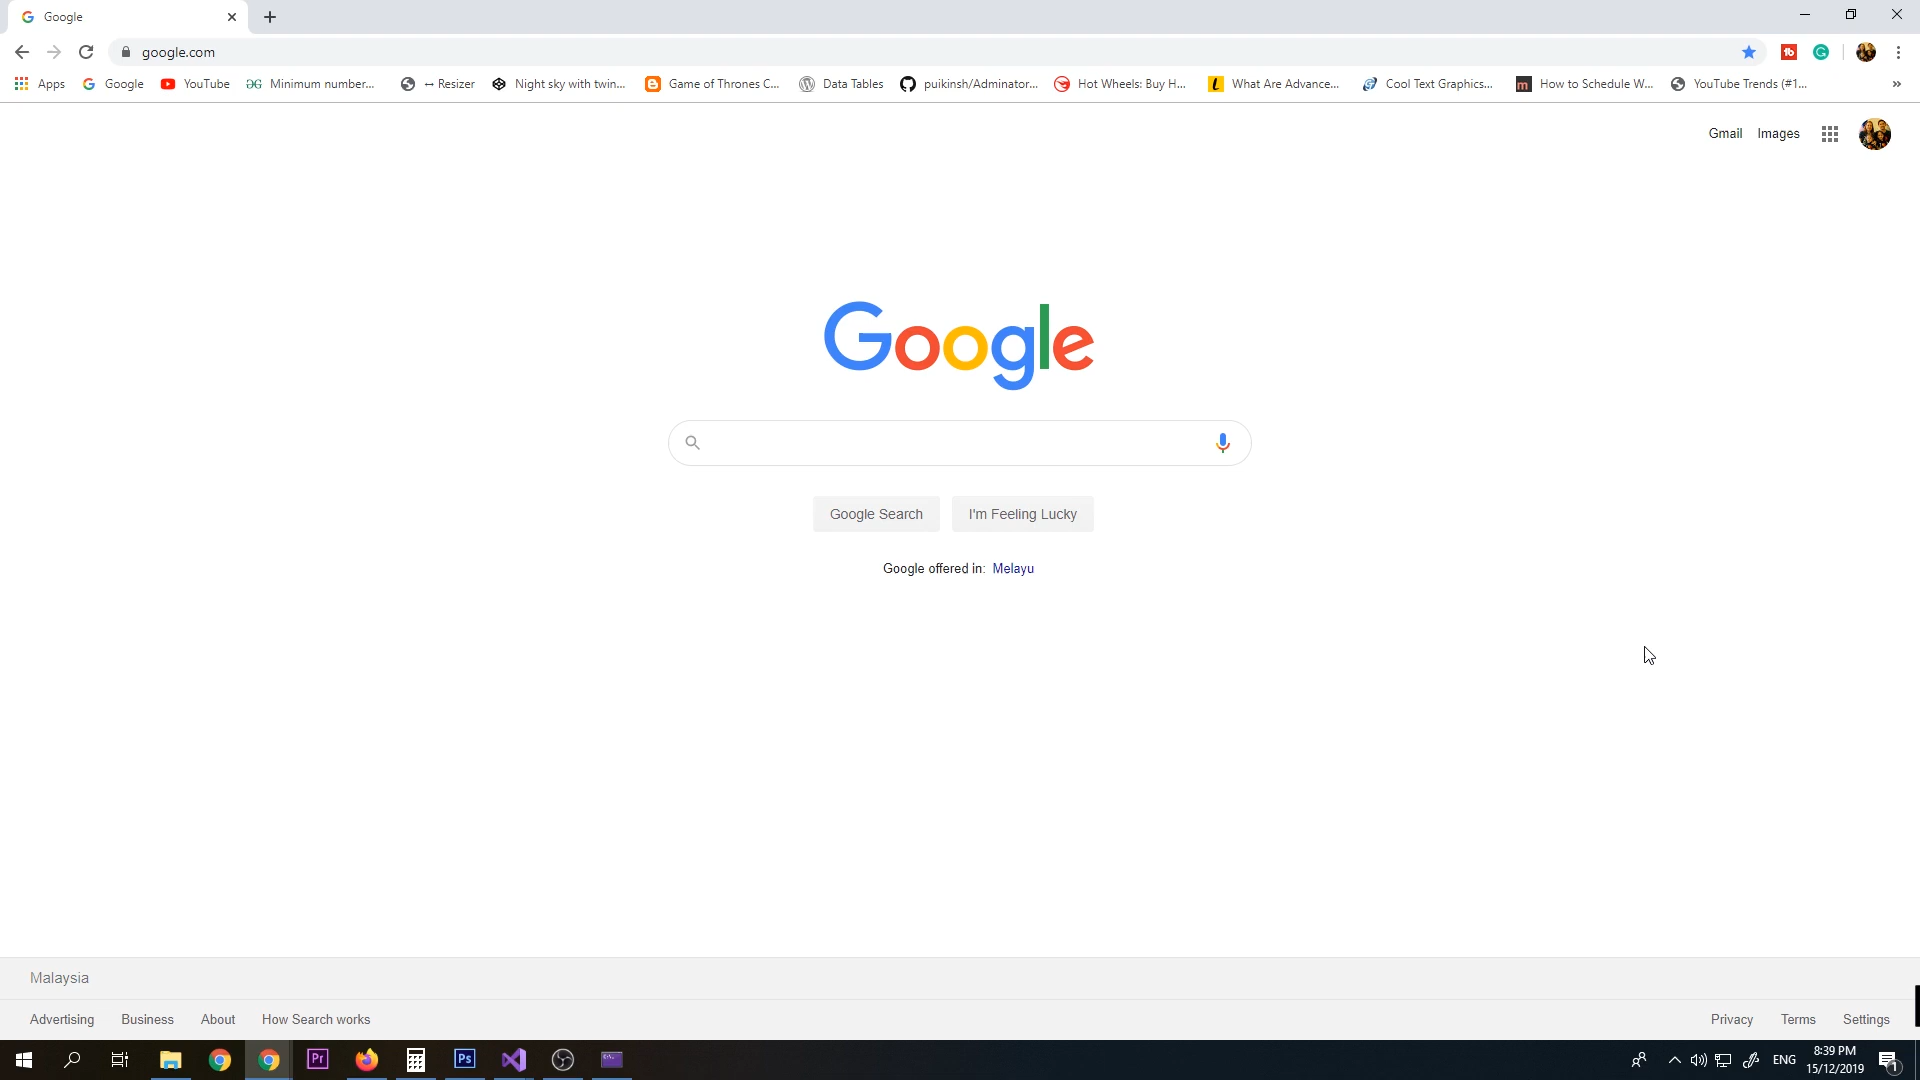 Google
google.com
Apps Google YouTube Minimum number... ↔ Resizer Night sky with twin... Game of Thrones C... Data Tables puikinsh/Adminator... Hot Wheels: Buy H... What Are Advance... Cool Text Graphics... How to Schedule W... YouTube Trends (#1... »
Gmail Images
Google
Google Search I'm Feeling Lucky
Google offered in: Melayu
Malaysia
Advertising Business About How Search works Privacy Terms Settings
Pr Ps ENG 8:39 PM
15/12/2019 1